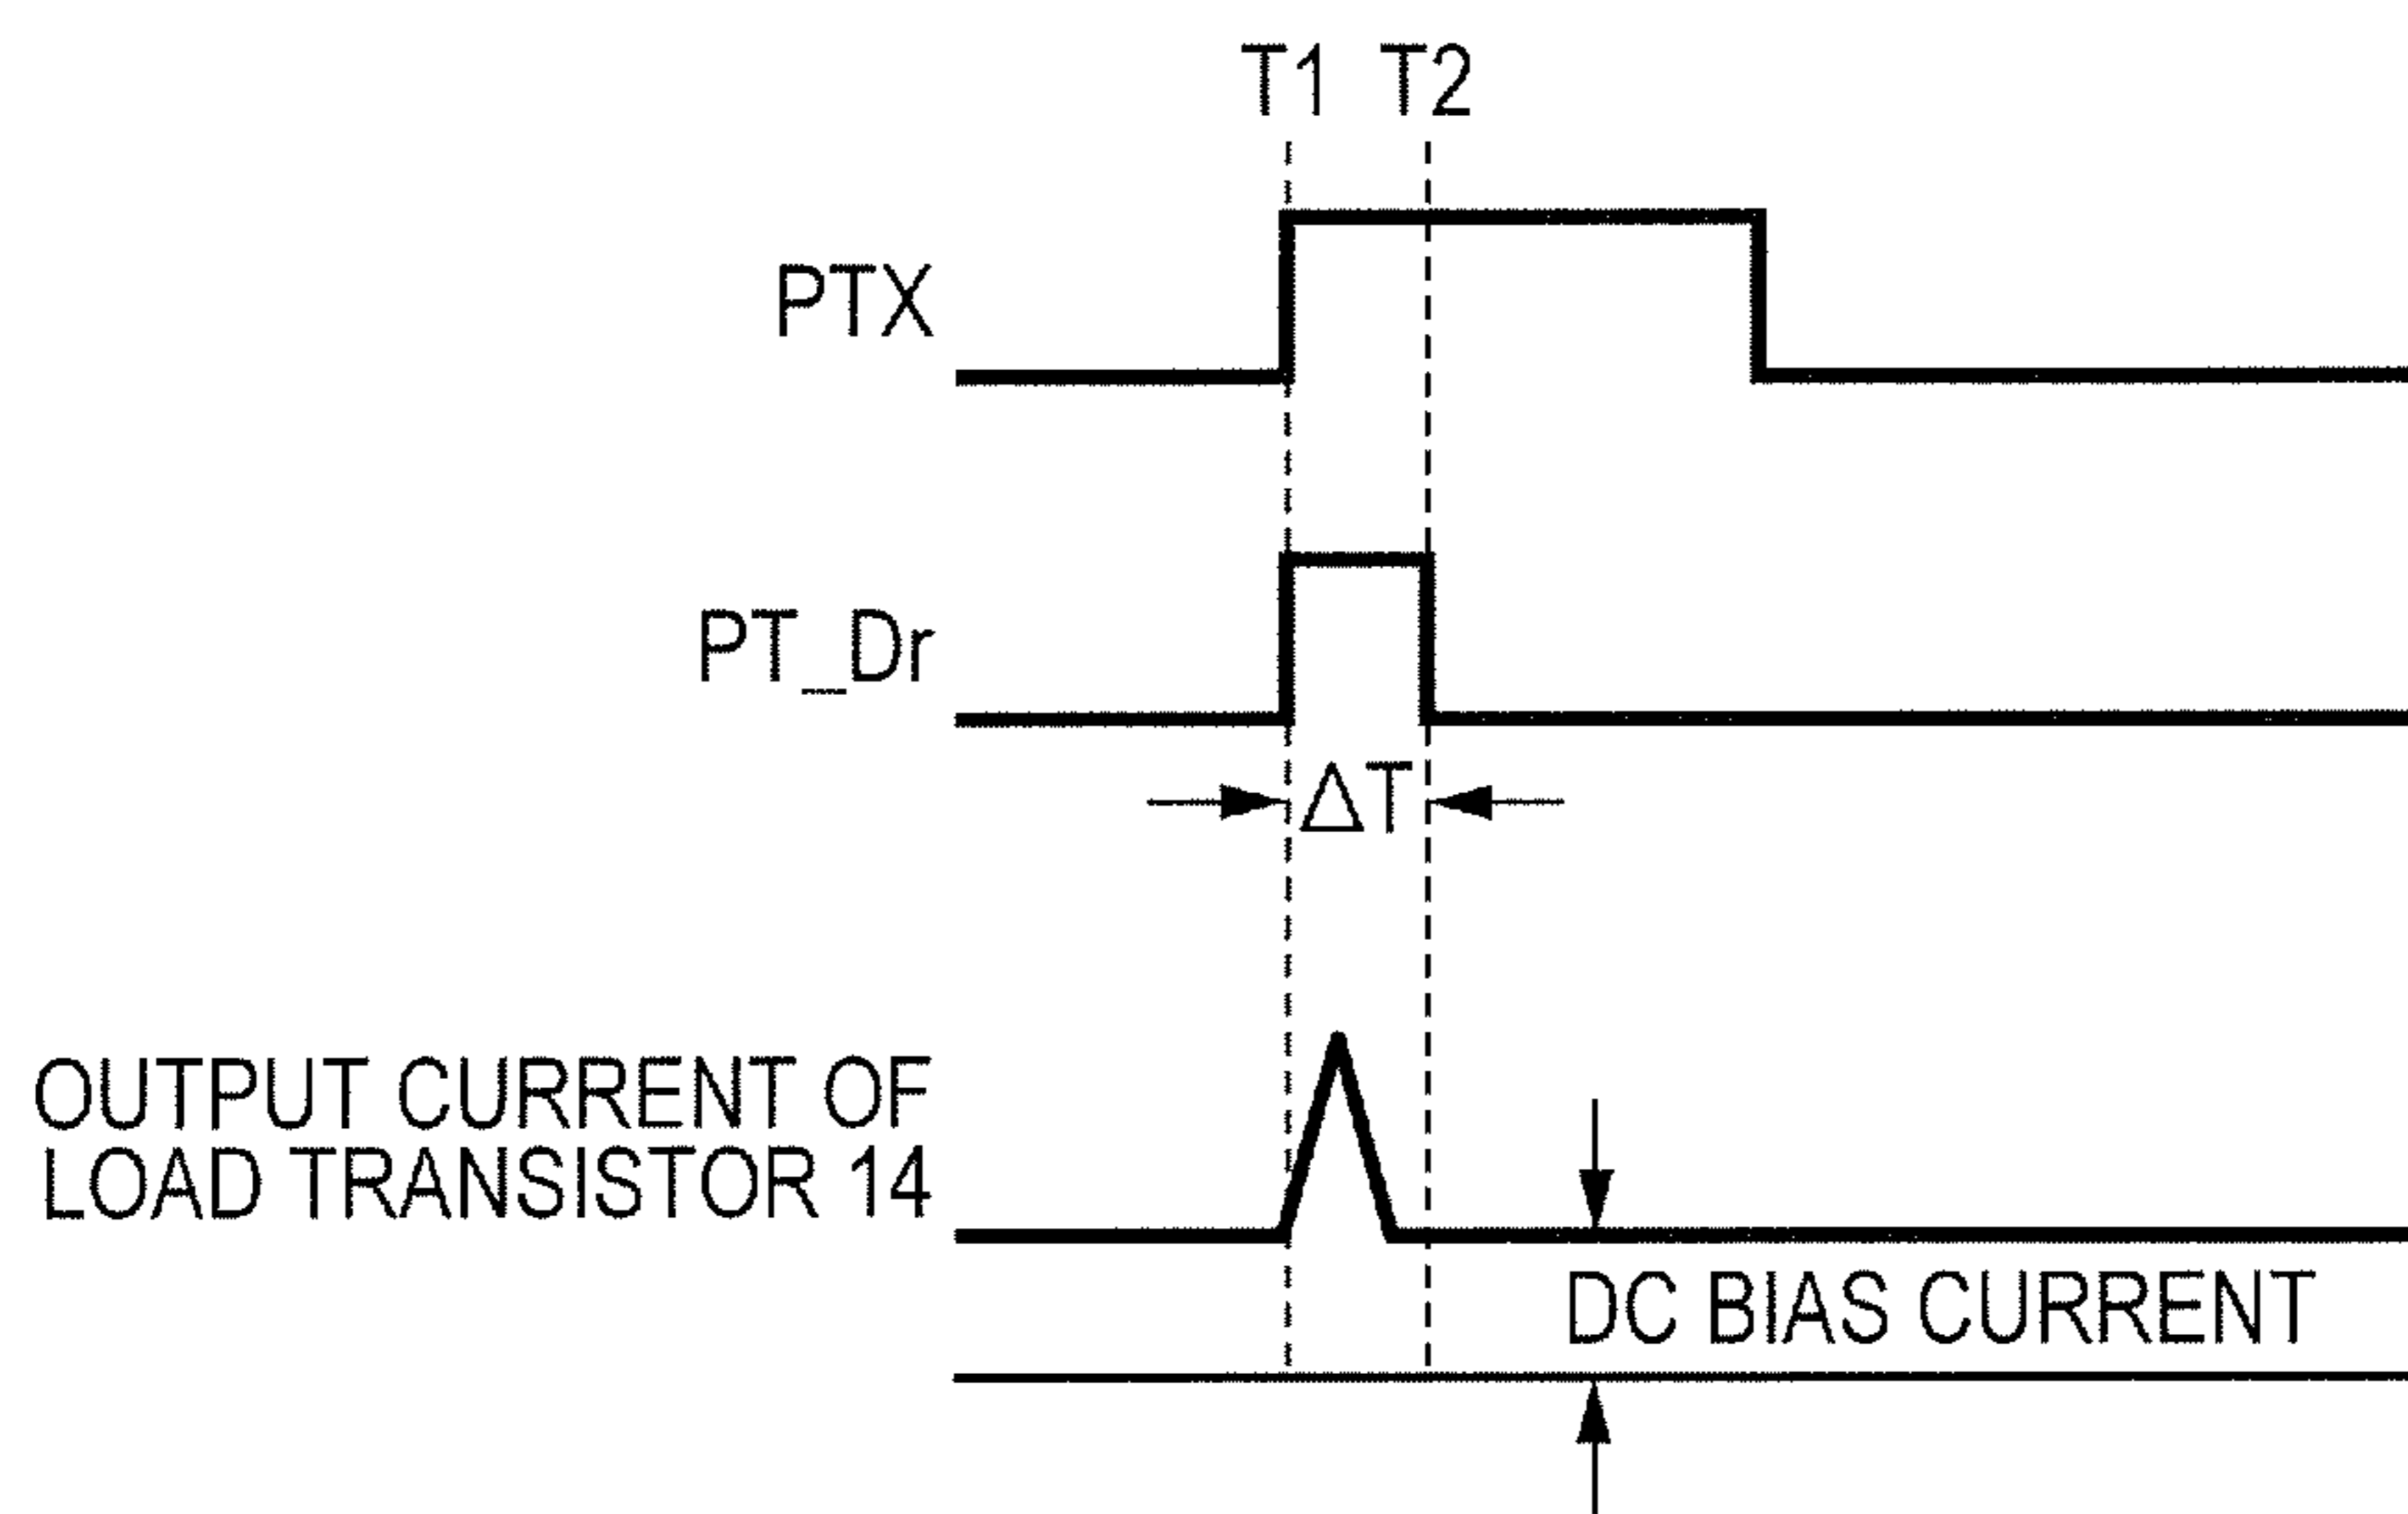 T1 T2
PTX
PT_Dr
ΔT
OUTPUT CURRENT OF
LOAD TRANSISTOR 14
DC BIAS CURRENT